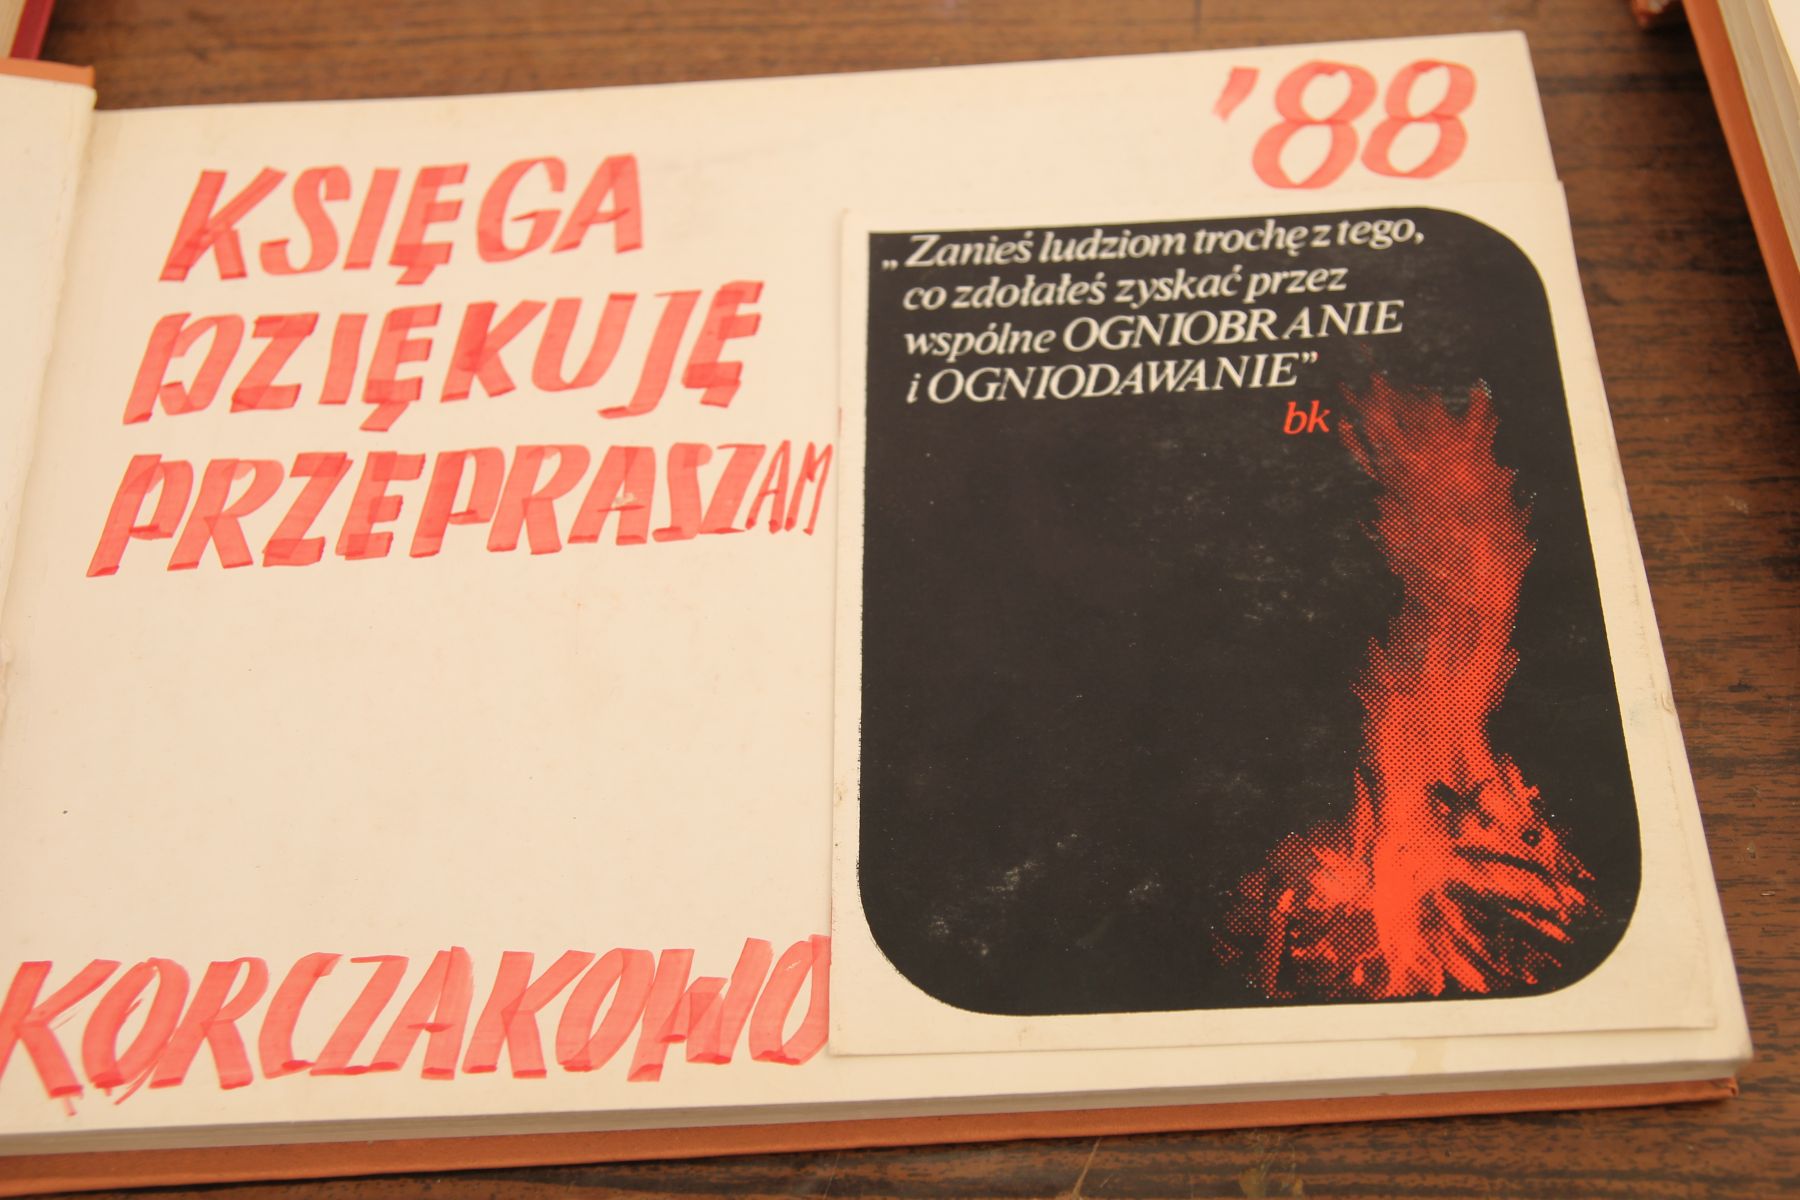 '88
KSIĘGA
DZIĘKUJĘ
PRZEPRASZAM
„Zanieś ludziom trochę z tego,
co zdołałeś zyskać przez
wspólne OGNIOBRANIE
i OGNIODAWANIE”
bk
KORCZAKOWO